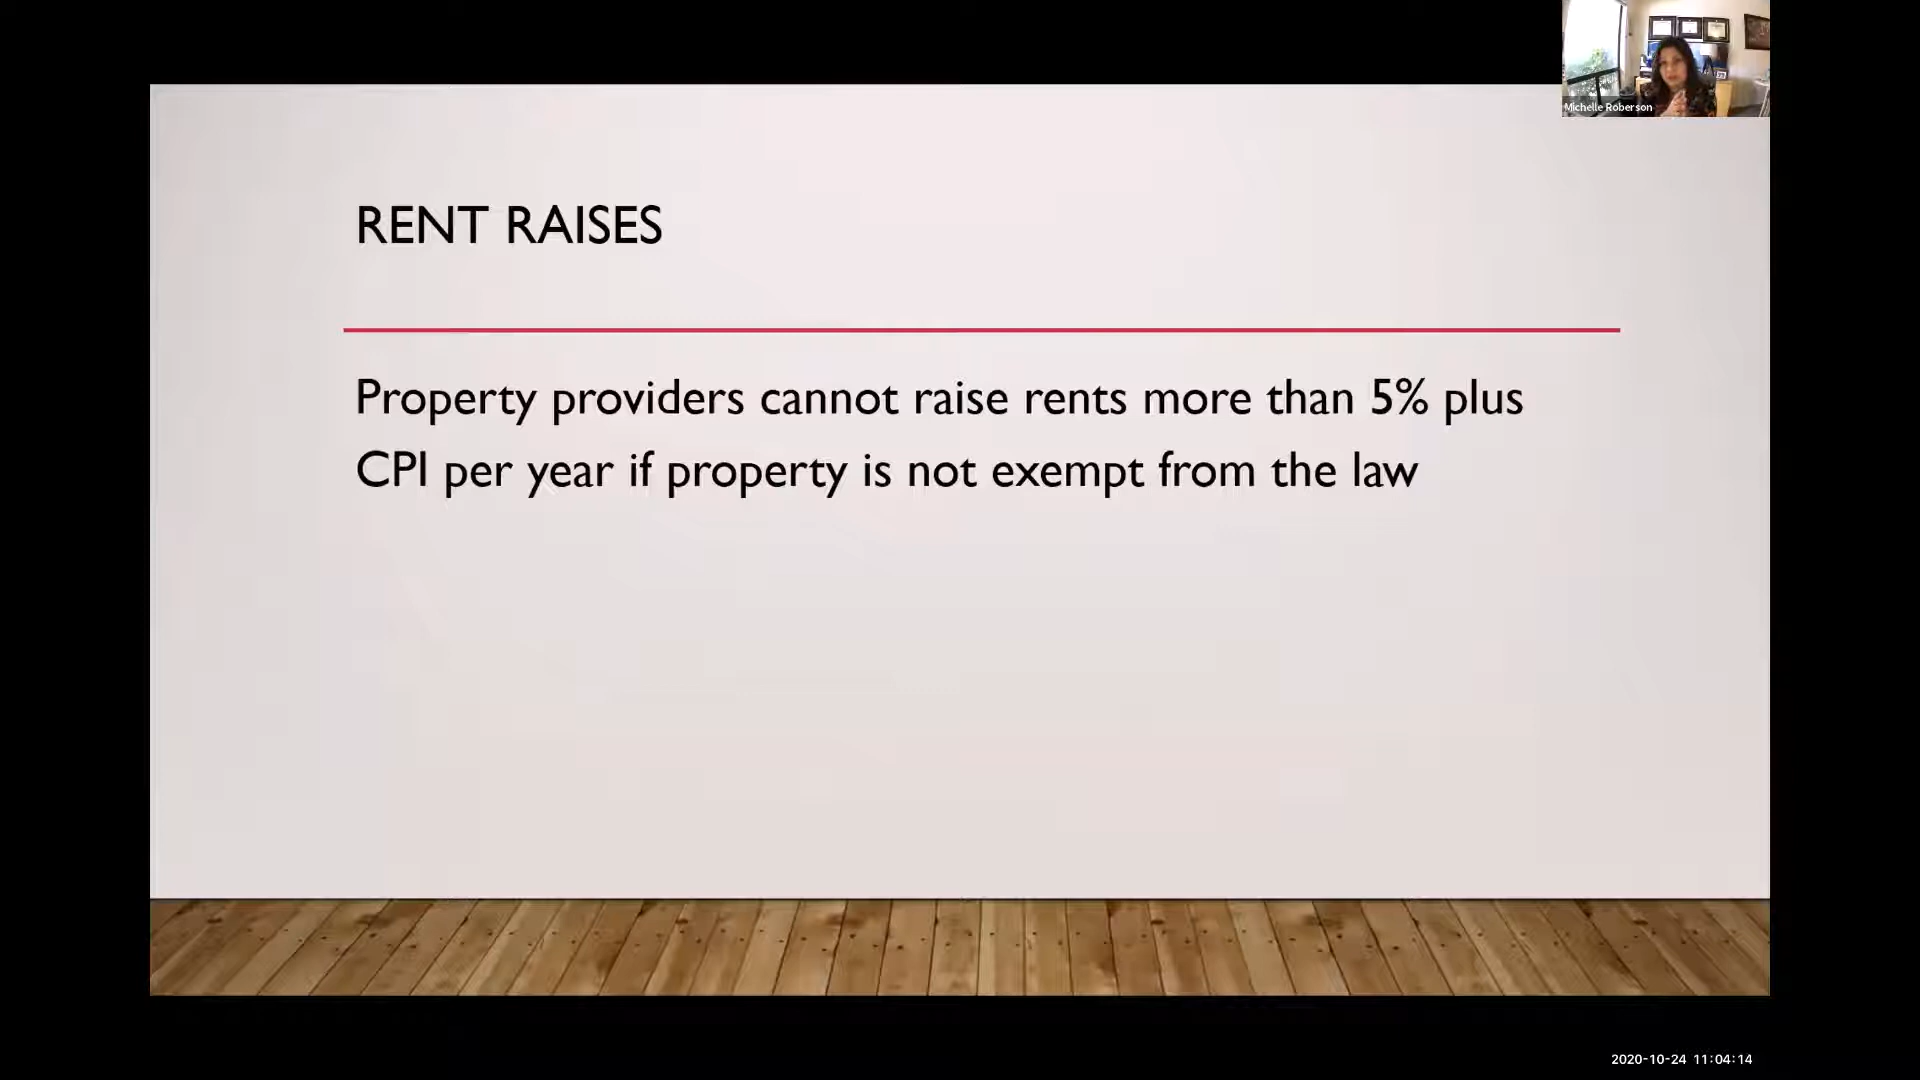 Michelle Roberson
RENT RAISES
Property providers cannot raise rents more than 5% plus
CPI per year if property is not exempt from the law
2020-10-24 11:04:14